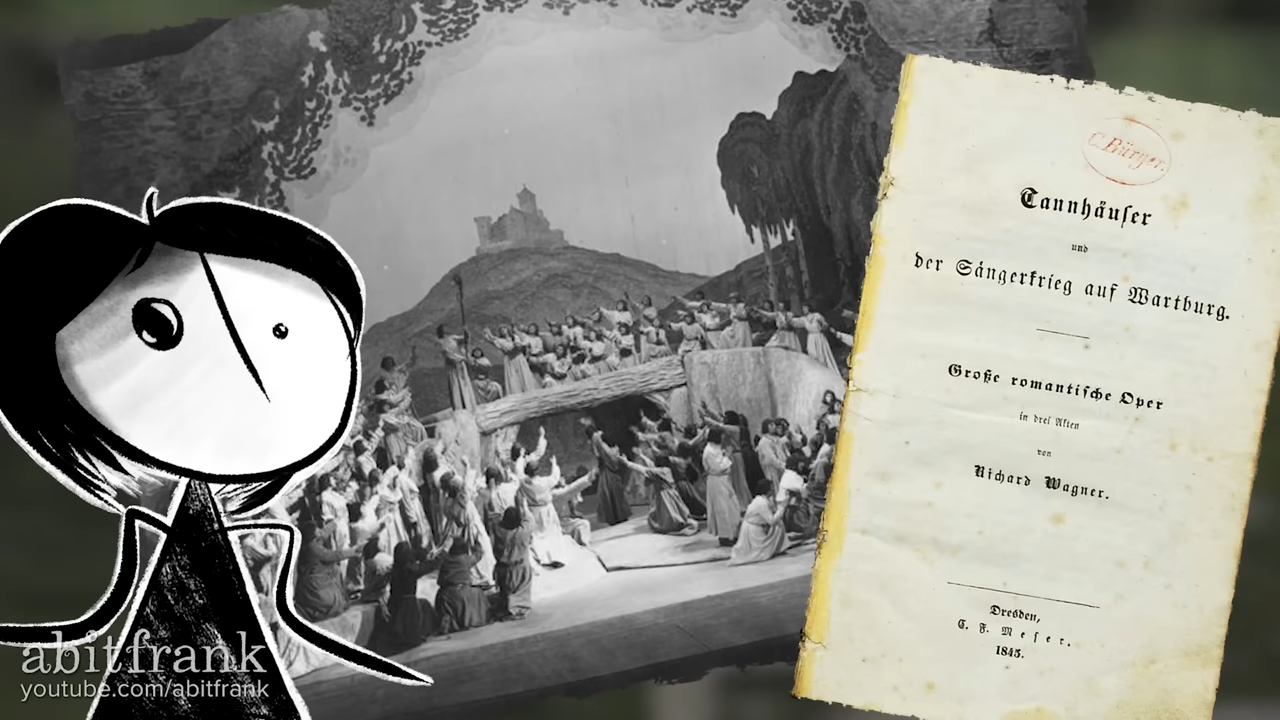 C. Bürger.
Tannhäuser
und
der Sängerkrieg auf Wartburg.
Große romantische Oper
in drei Akten
von
Richard Wagner.
Dresden,
C. F. Meser.
1845.
abitfrank
youtube.com/abitfrank